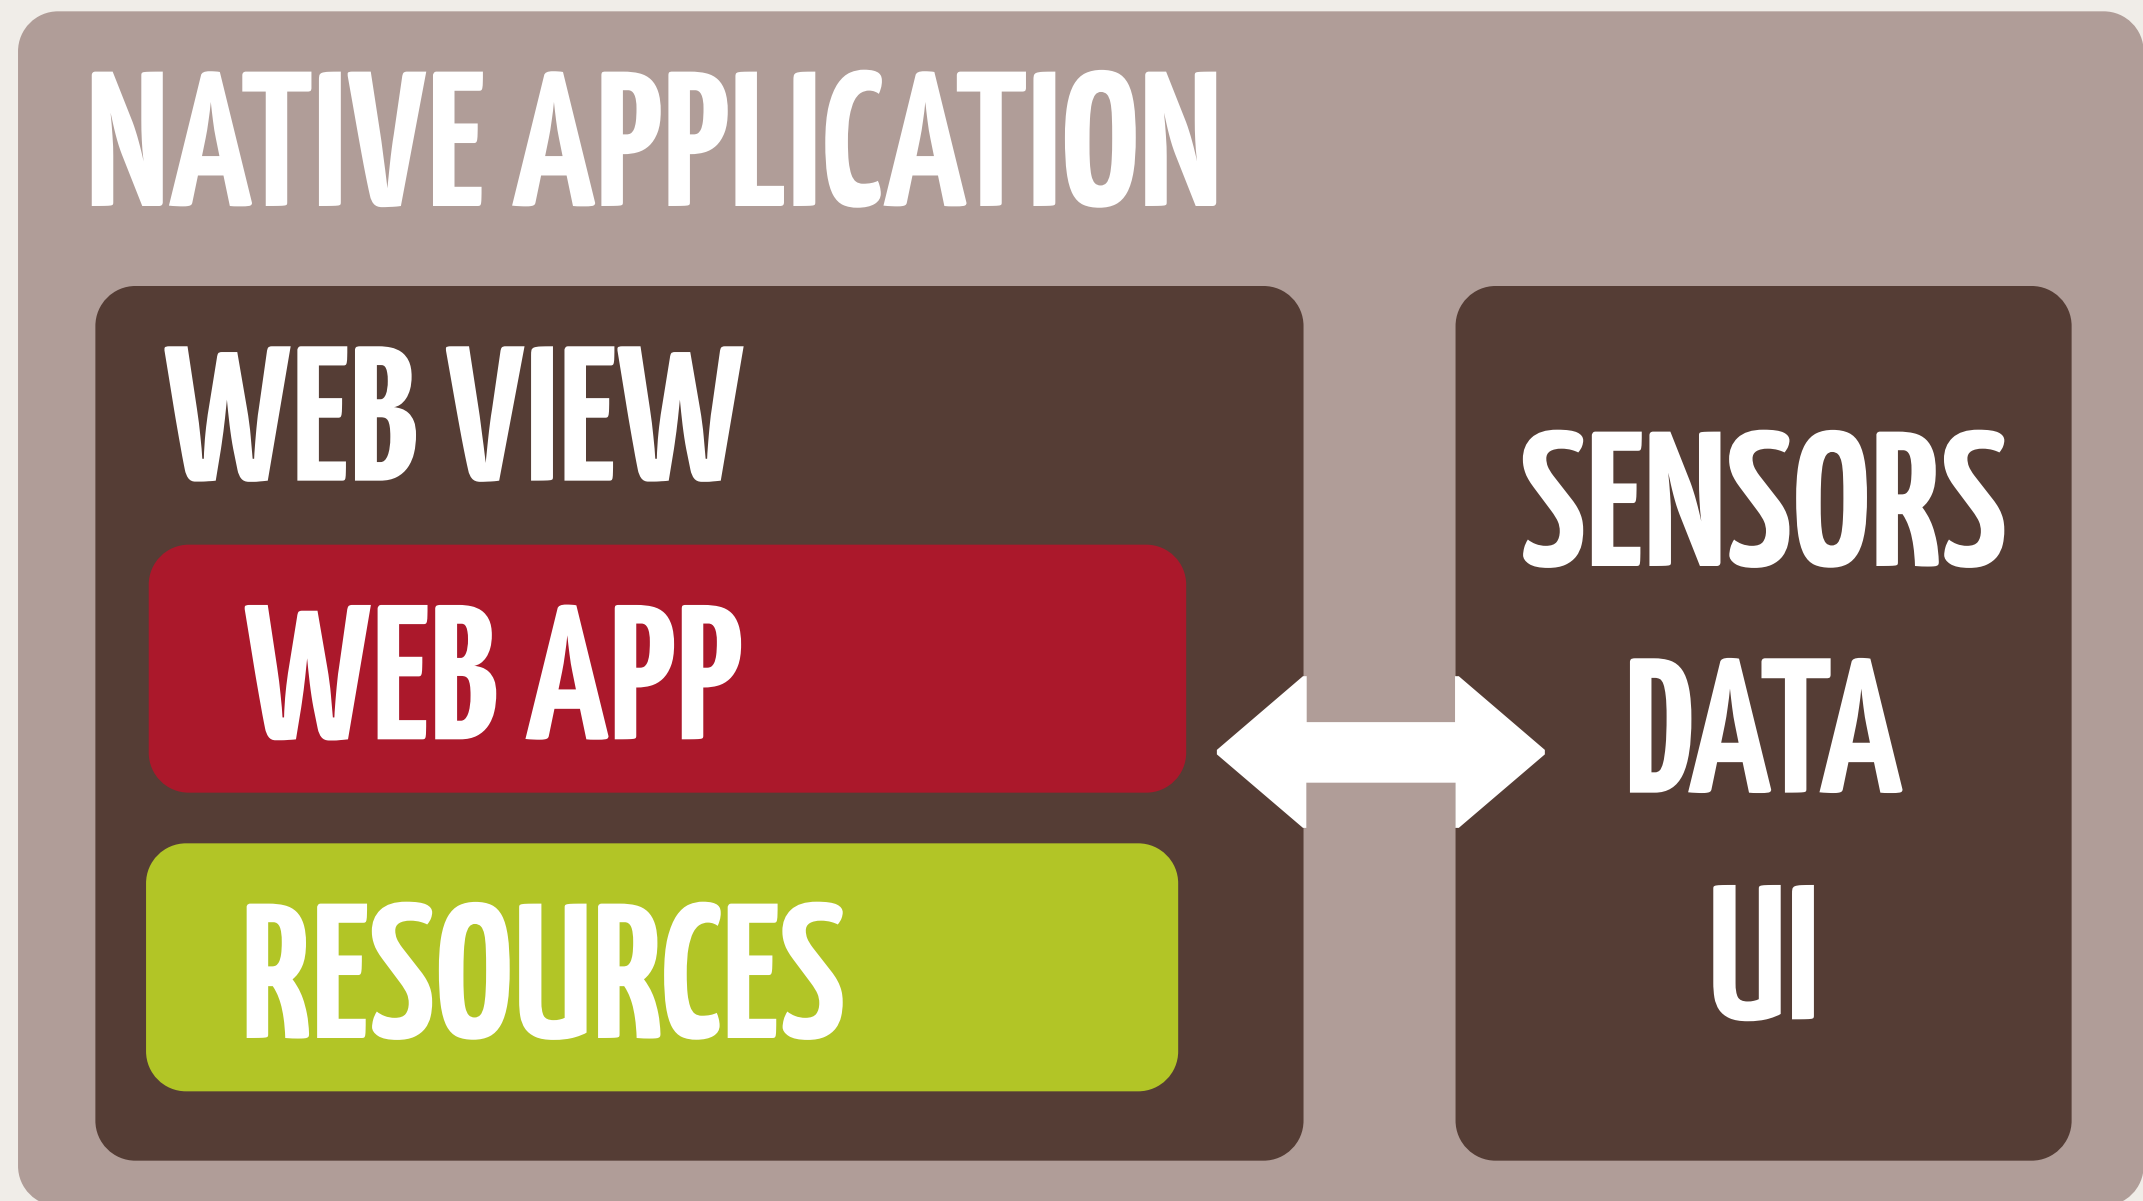 NATIVE APPLICATION
WEB VIEW
WEB APP
RESOURCES
SENSORS
DATA
UI